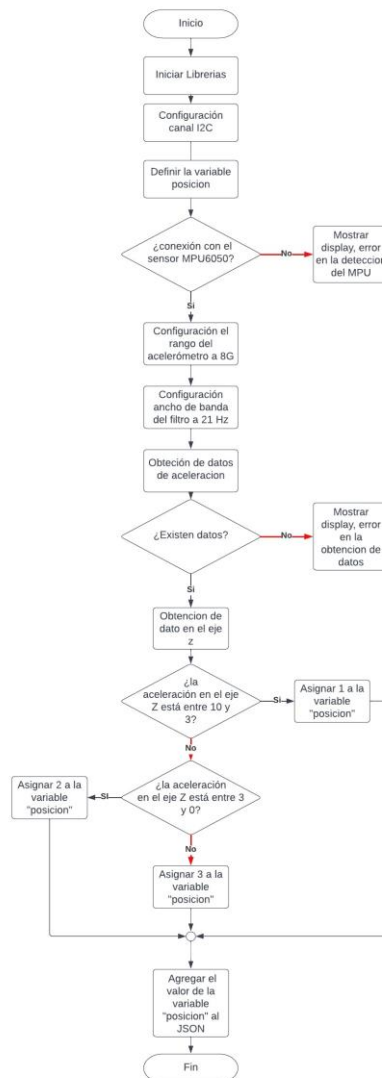 Inicio
Iniciar Librerias
Configuración
canal I2C
Definir la variable
posicion
¿conexión con el
sensor MPU6050?
No
Mostrar
display, error
en la deteccion
del MPU
Si
Configuración el
rango del
acelerómetro a 8G
Configuración
ancho de banda
del filtro a 21 Hz
Obteción de datos
de aceleracion
¿Existen datos?
No
Mostrar
display, error
en la
obtencion de
datos
Si
Obtencion de
dato en el eje
z
¿la
aceleración en el eje
Z está entre 10 y
3?
Si
Asignar 1 a la
variable
"posicion"
No
¿la aceleración
en el eje Z está entre 3
y 0?
SI
Asignar 2 a la
variable
"posicion"
No
Asignar 3 a la
variable
"posicion"
Agregar el
valor de la
variable
"posicion" al
JSON
Fin